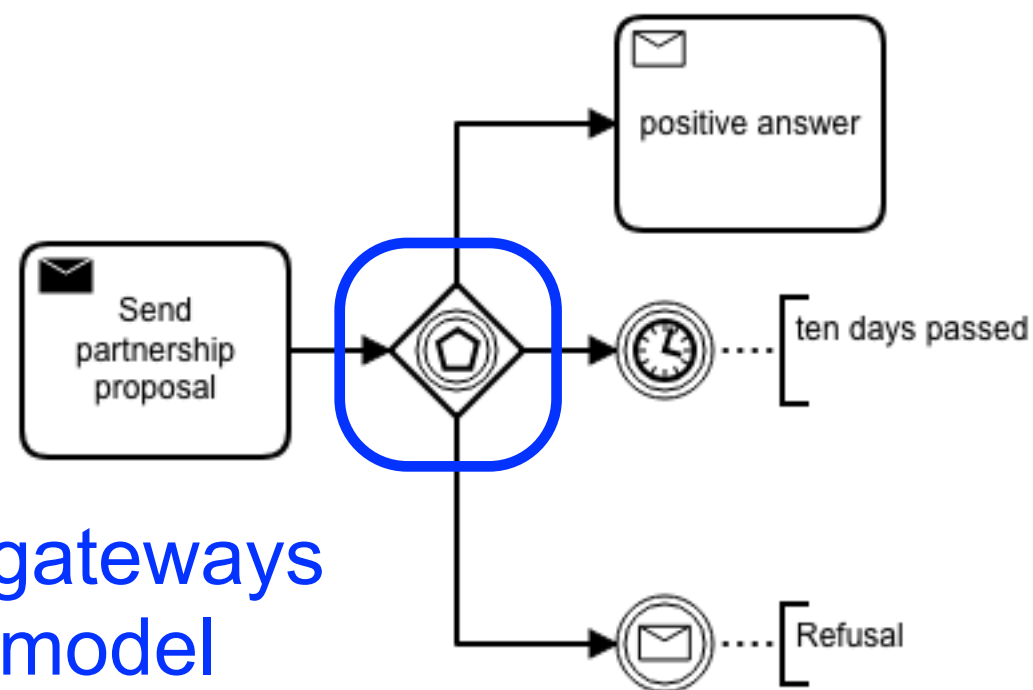 positive answer
Send
partnership
proposal
ten days passed
gateways
model
Refusal